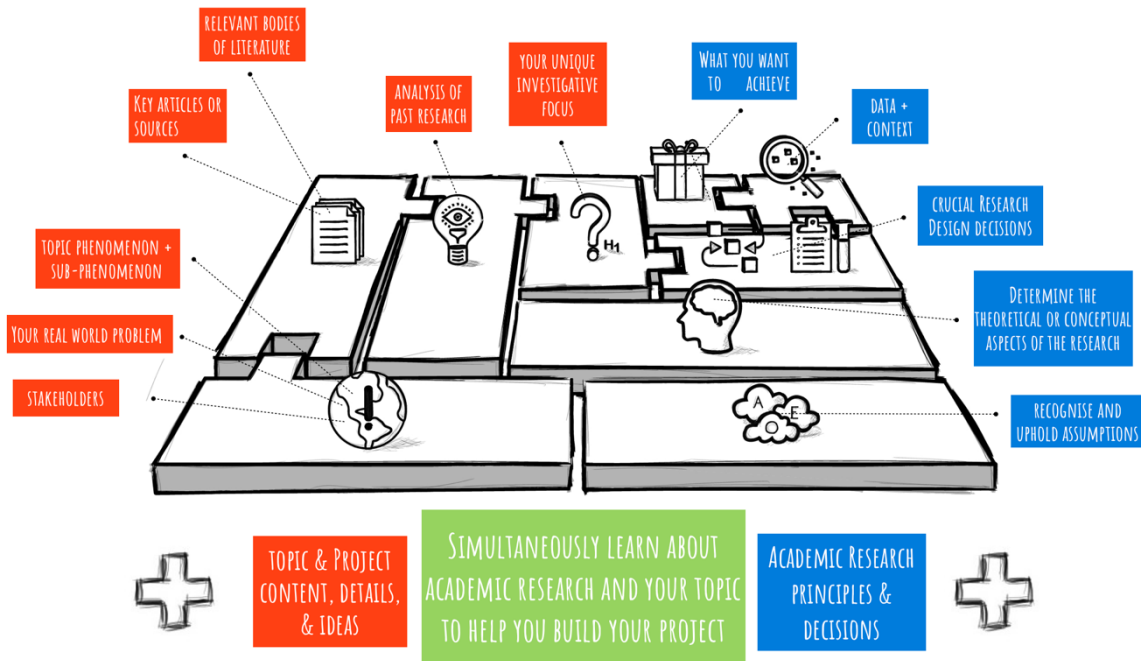 RELEVANT BODIES
OF LITERATURE
KEY ARTICLES OR
SOURCES
ANALYSIS OF
PAST RESEARCH
YOUR UNIQUE
INVESTIGATIVE
FOCUS
WHAT YOU WANT
TO ACHIEVE
DATA +
CONTEXT
CRUCIAL RESEARCH
DESIGN DECISIONS
TOPIC PHENOMENON +
SUB-PHENOMENON
YOUR REAL WORLD PROBLEM
STAKEHOLDERS
H1
DETERMINE THE
THEORETICAL OR CONCEPTUAL
ASPECTS OF THE RESEARCH
A
E
O
RECOGNISE AND
UPHOLD ASSUMPTIONS
TOPIC & PROJECT
CONTENT, DETAILS,
& IDEAS
SIMULTANEOUSLY LEARN ABOUT
ACADEMIC RESEARCH AND YOUR TOPIC
TO HELP YOU BUILD YOUR PROJECT
ACADEMIC RESEARCH
PRINCIPLES &
DECISIONS